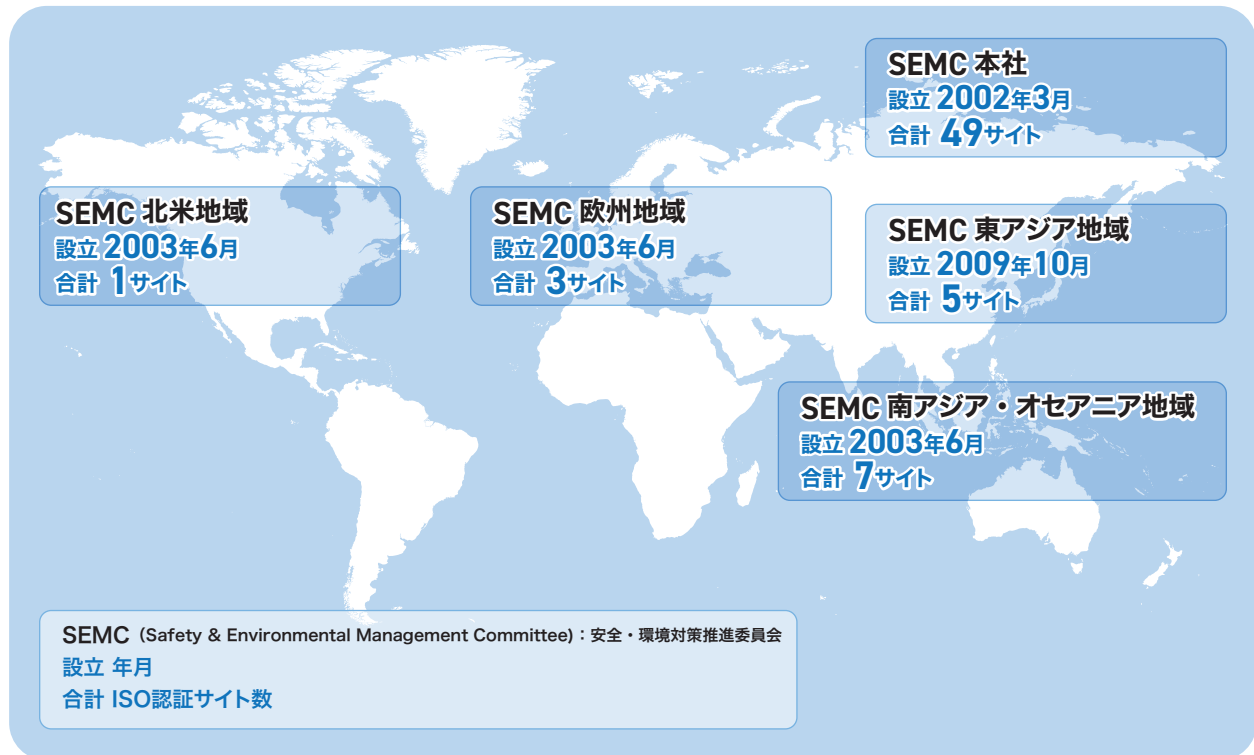 SEMC 本社
設立 2002年3月
合計 49サイト
SEMC 北米地域
設立 2003年6月
合計 1サイト
SEMC 欧州地域
設立 2003年6月
合計 3サイト
SEMC 東アジア地域
設立 2009年10月
合計 5サイト
SEMC 南アジア・オセアニア地域
設立 2003年6月
合計 7サイト
SEMC (Safety & Environmental Management Committee)：安全・環境対策推進委員会
設立 年月
合計 ISO認証サイト数